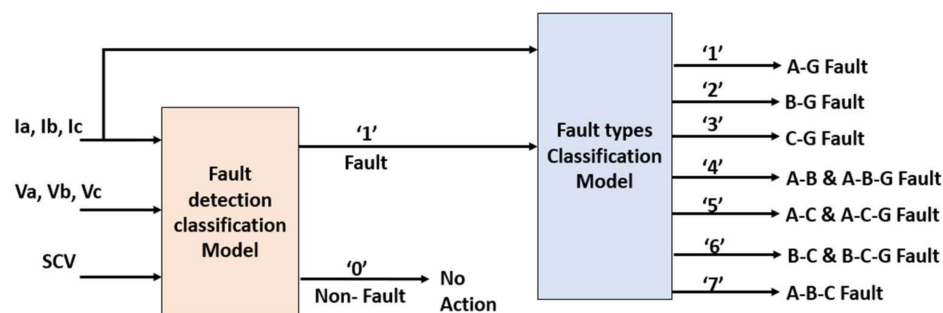 Ia, Ib, Ic
Va, Vb, Vc
SCV
Fault
detection
classification
Model
‘1’
Fault
‘0’
Non- Fault
No
Action
Fault types
Classification
Model
‘1’
A-G Fault
‘2’
B-G Fault
‘3’
C-G Fault
‘4’
A-B & A-B-G Fault
‘5’
A-C & A-C-G Fault
‘6’
B-C & B-C-G Fault
‘7’
A-B-C Fault